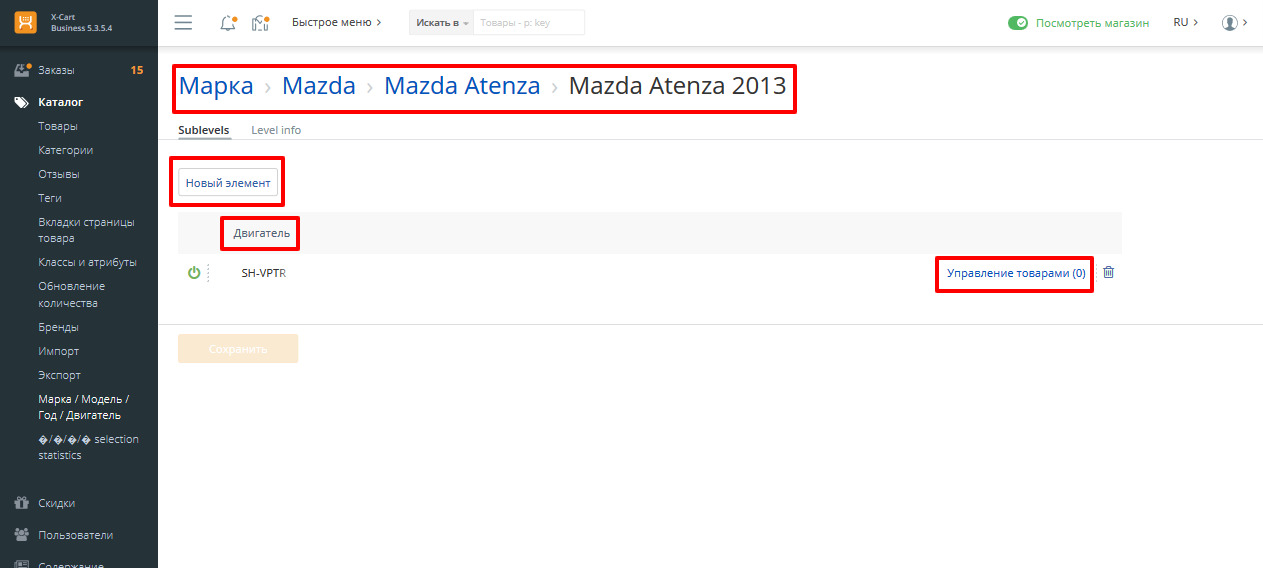 X-Cart
Business 5.3.5.4
Быстрое меню
Искать в
Товары - p: key
Посмотреть магазин
RU
Заказы 15
Каталог
Товары
Категории
Отзывы
Теги
Вкладки страницы
товара
Классы и атрибуты
Обновление
количества
Бренды
Импорт
Экспорт
Марка / Модель /
Год / Двигатель
�/�/�/� selection
statistics
Скидки
Пользователи
Содержание
Марка › Mazda › Mazda Atenza › Mazda Atenza 2013
Sublevels Level info
Новый элемент
Двигатель
SH-VPTR Управление товарами (0)
Сохранить